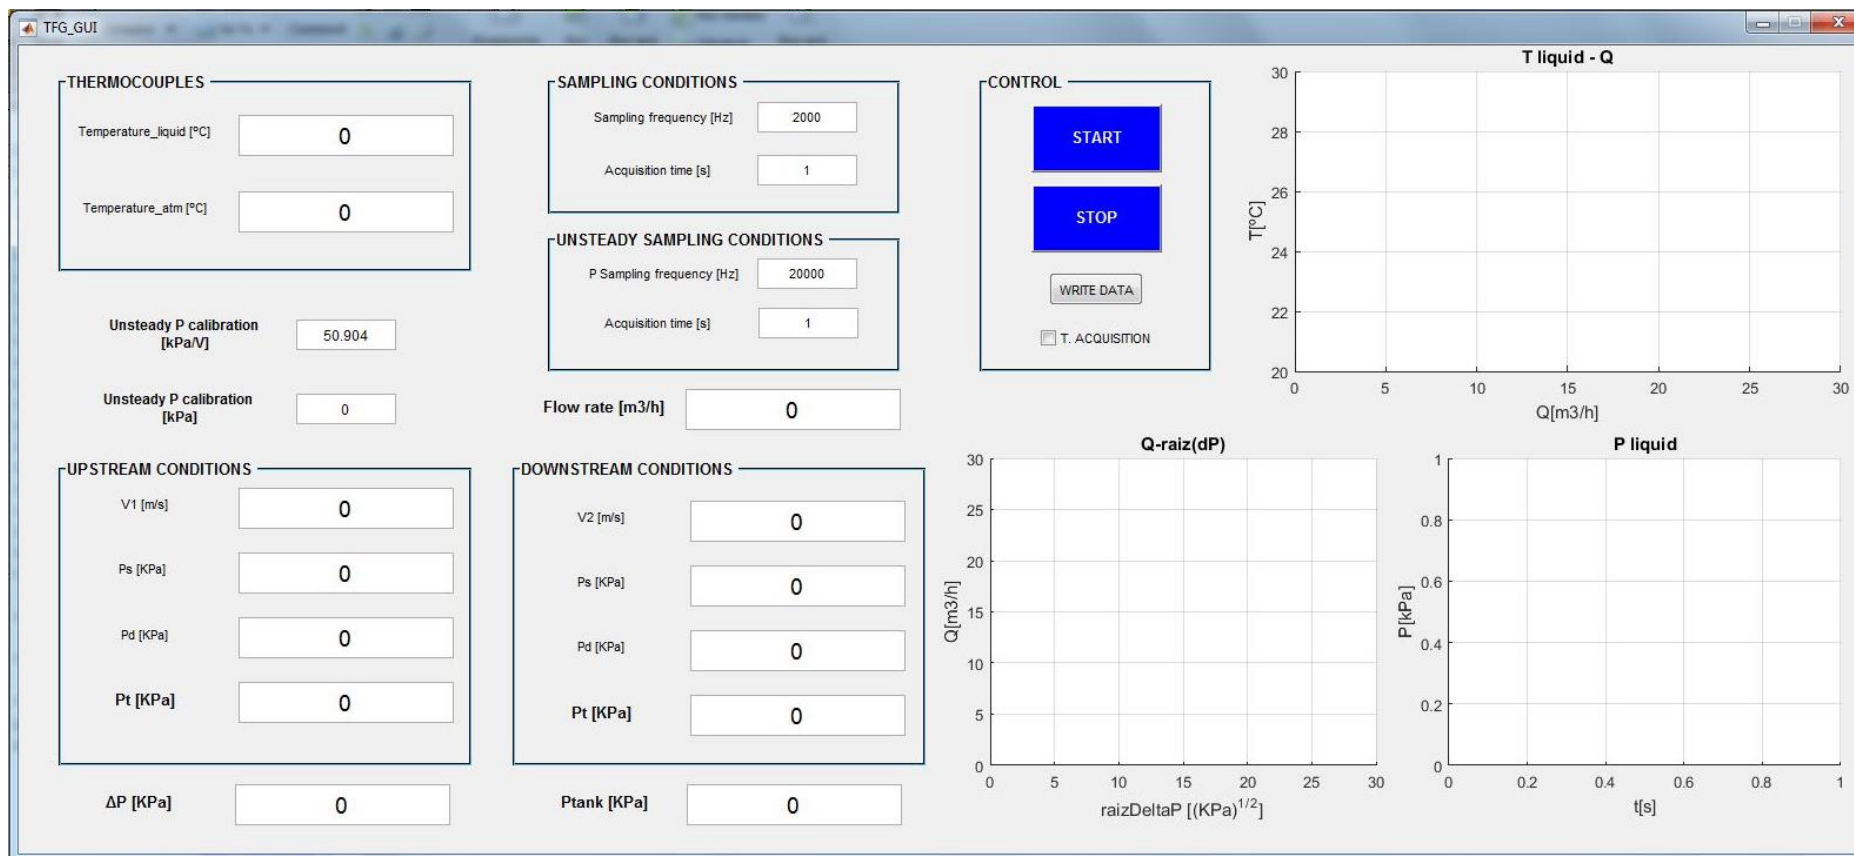 TFG_GUI
THERMOCOUPLES
Temperature_liquid [ºC]
0
Temperature_atm [ºC]
0
Unsteady P calibration
[kPa/V]
50.904
Unsteady P calibration
[kPa]
0
SAMPLING CONDITIONS
Sampling frequency [Hz]
2000
Acquisition time [s]
1
UNSTEADY SAMPLING CONDITIONS
P Sampling frequency [Hz]
20000
Acquisition time [s]
1
Flow rate [m3/h]
0
CONTROL
START
STOP
WRITE DATA
T. ACQUISITION
T liquid - Q
30
28
26
24
22
20
T[ºC]
0 5 10 15 20 25 30
Q[m3/h]
UPSTREAM CONDITIONS
V1 [m/s]
0
Ps [KPa]
0
Pd [KPa]
0
Pt [KPa]
0
ΔP [KPa]
0
DOWNSTREAM CONDITIONS
V2 [m/s]
0
Ps [KPa]
0
Pd [KPa]
0
Pt [KPa]
0
Ptank [KPa]
0
Q-raiz(dP)
30
25
20
15
10
5
0
Q[m3/h]
0 5 10 15 20 25 30
raizDeltaP [(KPa)^1/2]
P liquid
1
0.8
0.6
0.4
0.2
0
P[kPa]
0 0.2 0.4 0.6 0.8 1
t[s]